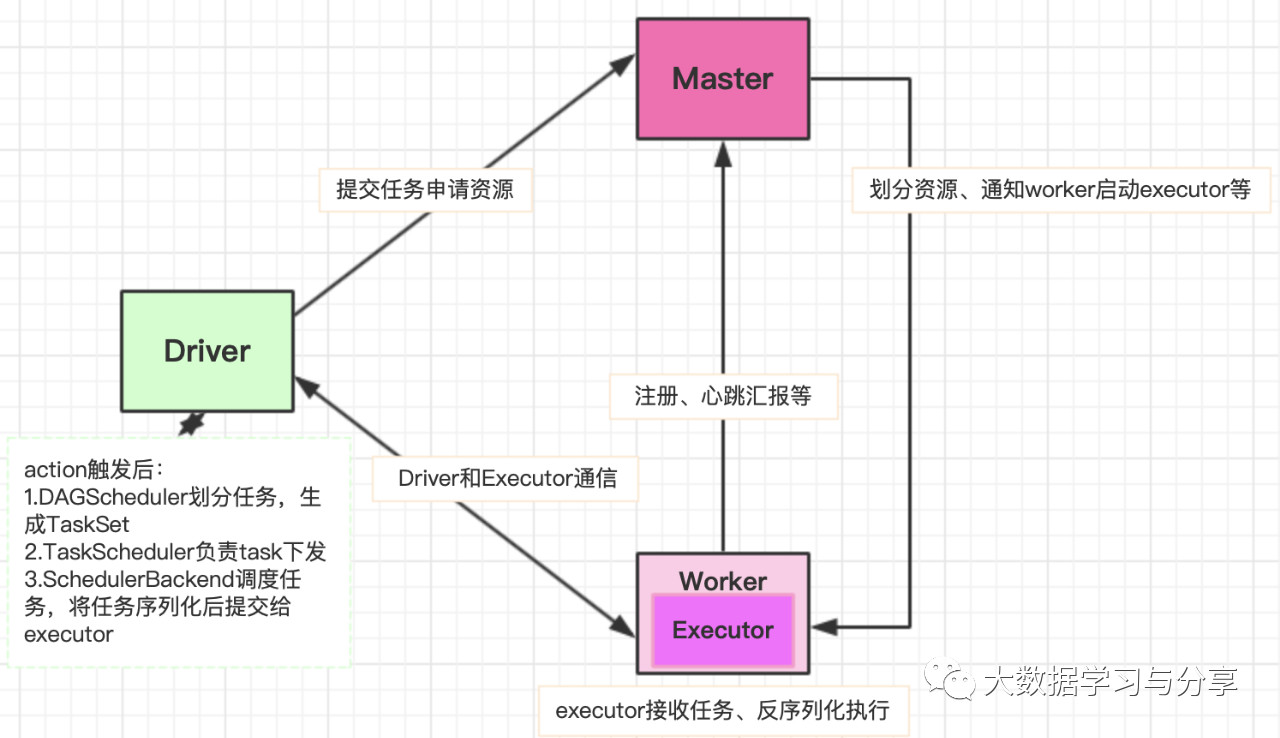 Master
提交任务申请资源
划分资源、通知worker启动executor等
Driver
注册、心跳汇报等
action触发后：
1.DAGScheduler划分任务，生
成TaskSet
2.TaskScheduler负责task下发
3.SchedulerBackend调度任
务，将任务序列化后提交给
executor
Driver和Executor通信
Worker
Executor
executor接收任务、反序列化执行
大数据学习与分享